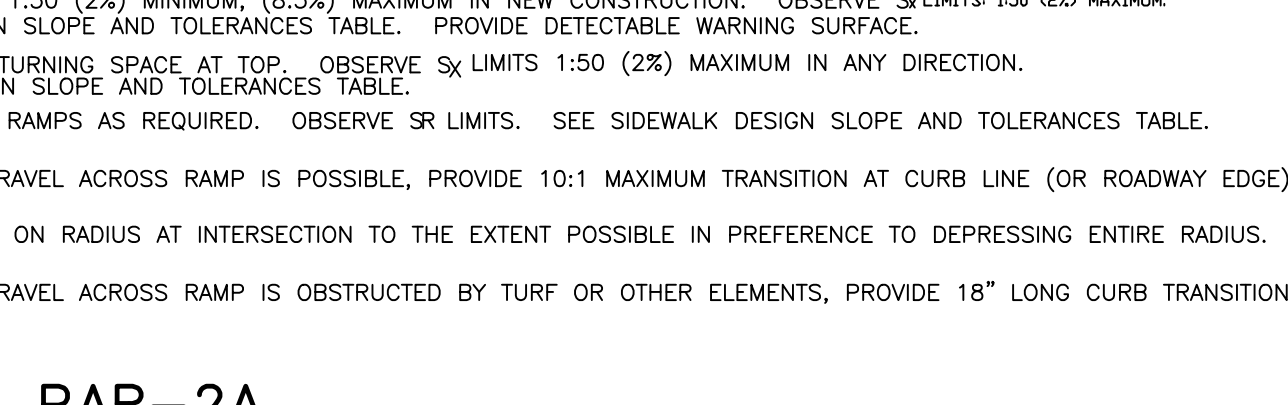 1:50 (2%) MINIMUM, (8.3%) MAXIMUM IN NEW CONSTRUCTION. OBSERVE Sx LIMITS: 1:50 (2%) MAXIMUM.
N SLOPE AND TOLERANCES TABLE. PROVIDE DETECTABLE WARNING SURFACE.
TURNING SPACE AT TOP. OBSERVE SX LIMITS 1:50 (2%) MAXIMUM IN ANY DIRECTION.
N SLOPE AND TOLERANCES TABLE.
RAMPS AS REQUIRED. OBSERVE SR LIMITS. SEE SIDEWALK DESIGN SLOPE AND TOLERANCES TABLE.
RAVEL ACROSS RAMP IS POSSIBLE, PROVIDE 10:1 MAXIMUM TRANSITION AT CURB LINE (OR ROADWAY EDGE)
ON RADIUS AT INTERSECTION TO THE EXTENT POSSIBLE IN PREFERENCE TO DEPRESSING ENTIRE RADIUS.
RAVEL ACROSS RAMP IS OBSTRUCTED BY TURF OR OTHER ELEMENTS, PROVIDE 18” LONG CURB TRANSITION